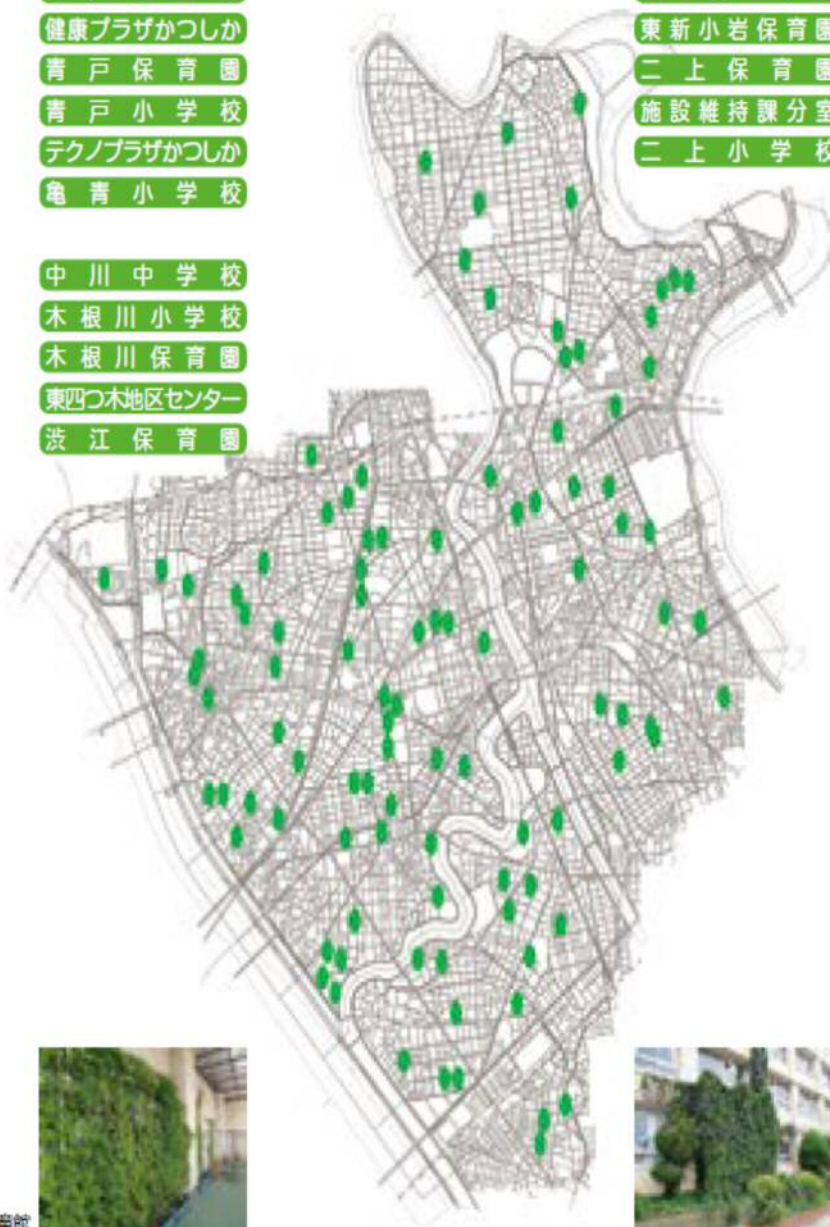 健康プラザかつしか
青戸保育園
青戸小学校
テクノプラザかつしか
亀青小学校
中川中学校
木根川小学校
木根川保育園
東四つ木地区センター
渋江保育園
東新小岩保育園
二上保育園
施設維持課分室
二上小学校